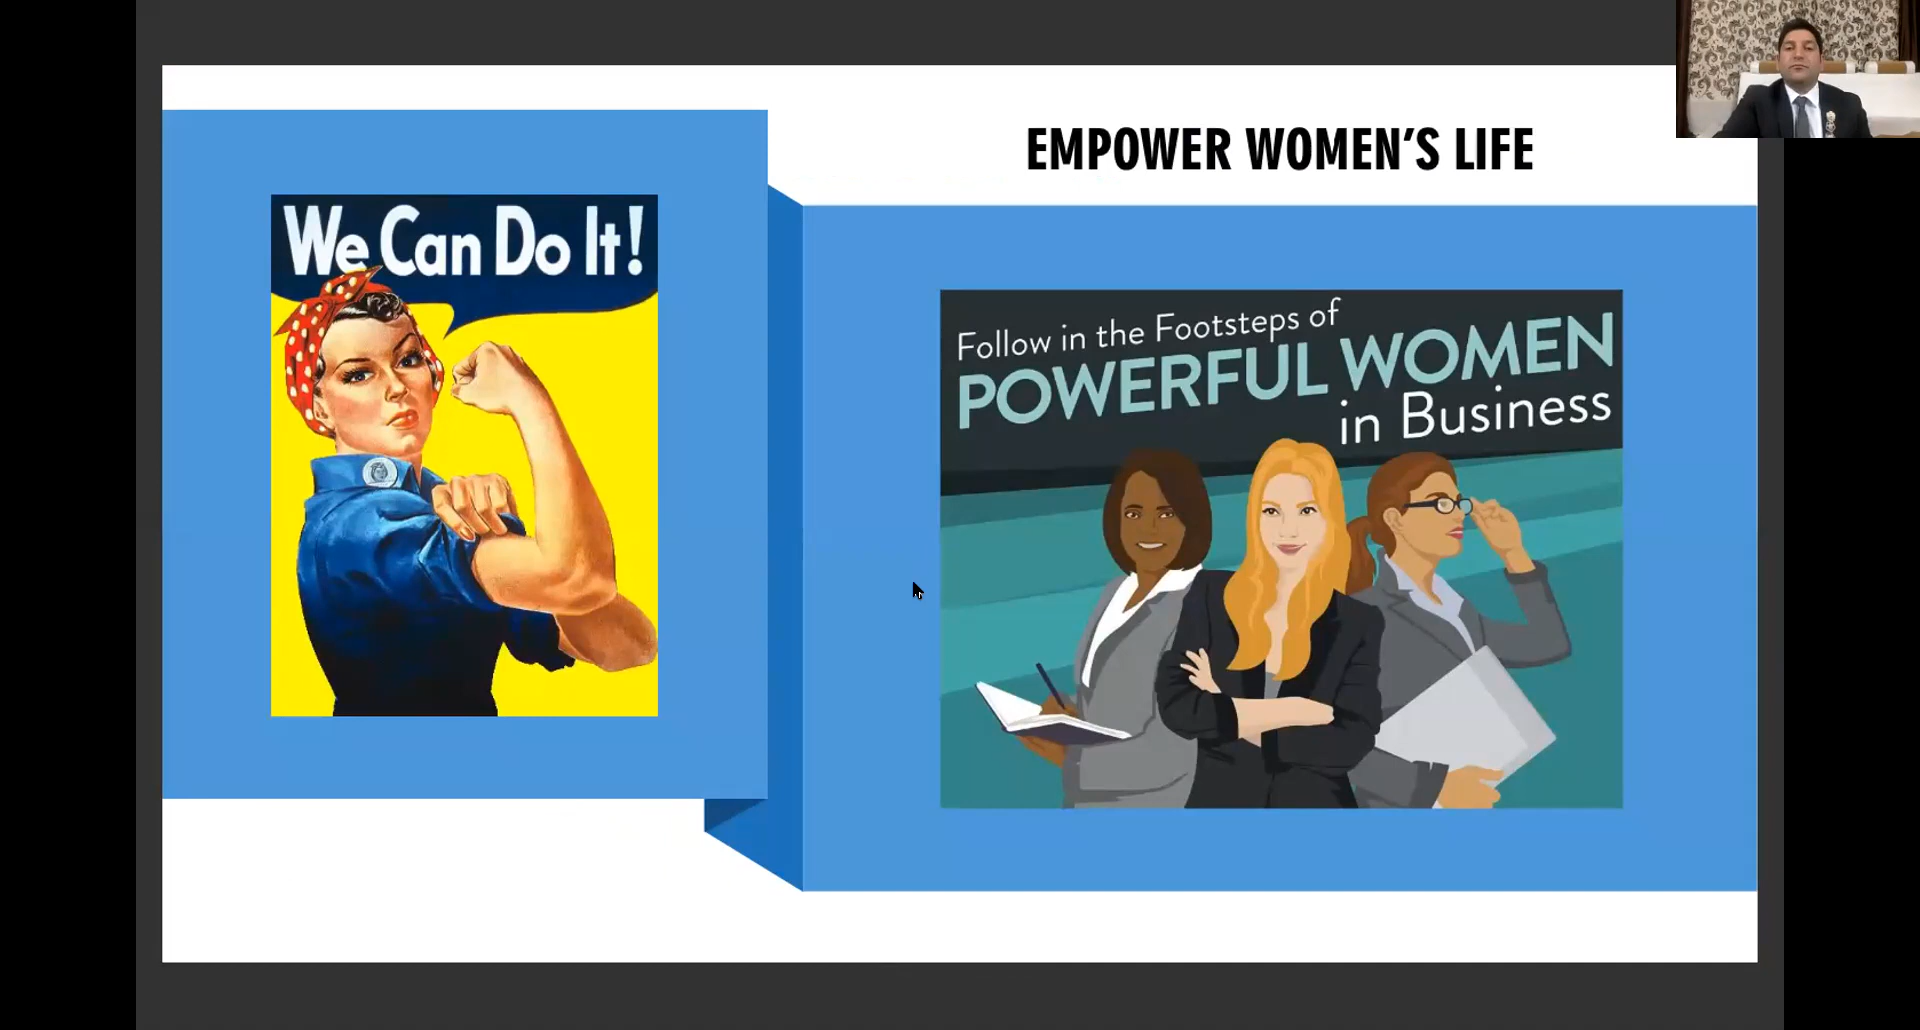 EMPOWER WOMEN’S LIFE
We Can Do It!
Follow in the Footsteps of
POWERFUL WOMEN
in Business